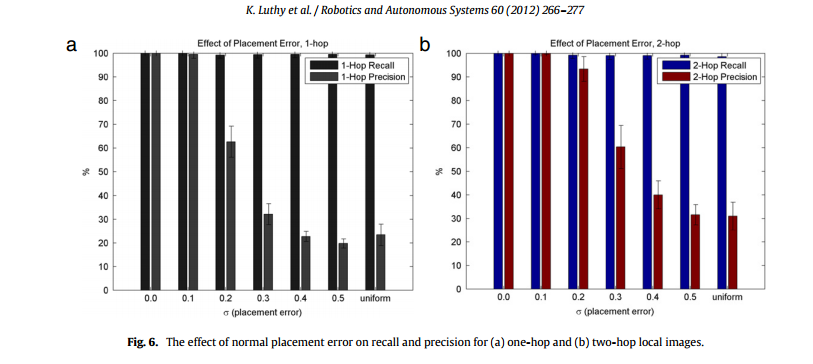 K. Luthy et al. / Robotics and Autonomous Systems 60 (2012) 266–277
a
Effect of Placement Error, 1-hop
1-Hop Recall
1-Hop Precision
100
90
80
70
60
50
40
30
20
10
0
%
0.0 0.1 0.2 0.3 0.4 0.5 uniform
σ (placement error)
b
Effect of Placement Error, 2-hop
2-Hop Recall
2-Hop Precision
100
90
80
70
60
50
40
30
20
10
0
%
0.0 0.1 0.2 0.3 0.4 0.5 uniform
σ (placement error)
Fig. 6. The effect of normal placement error on recall and precision for (a) one-hop and (b) two-hop local images.